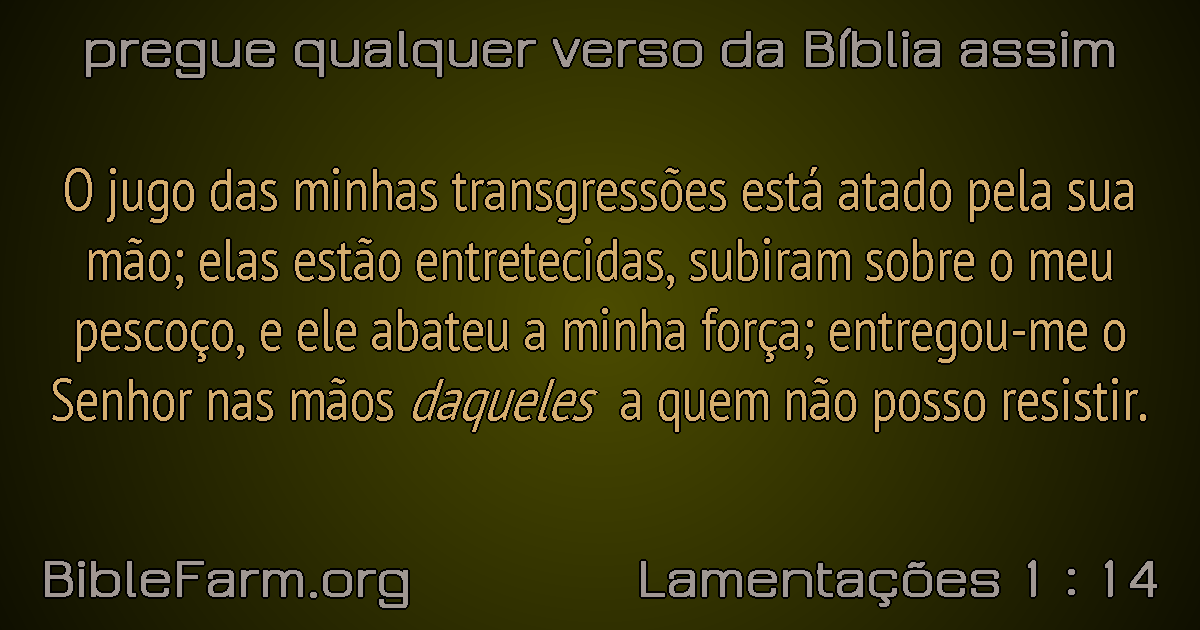 pregue qualquer verso da Bíblia assim
O jugo das minhas transgressões está atado pela sua
mão; elas estão entretecidas, subiram sobre o meu
pescoço, e ele abateu a minha força; entregou-me o
Senhor nas mãos daqueles a quem não posso resistir.
BibleFarm.org
Lamentações 1 : 14